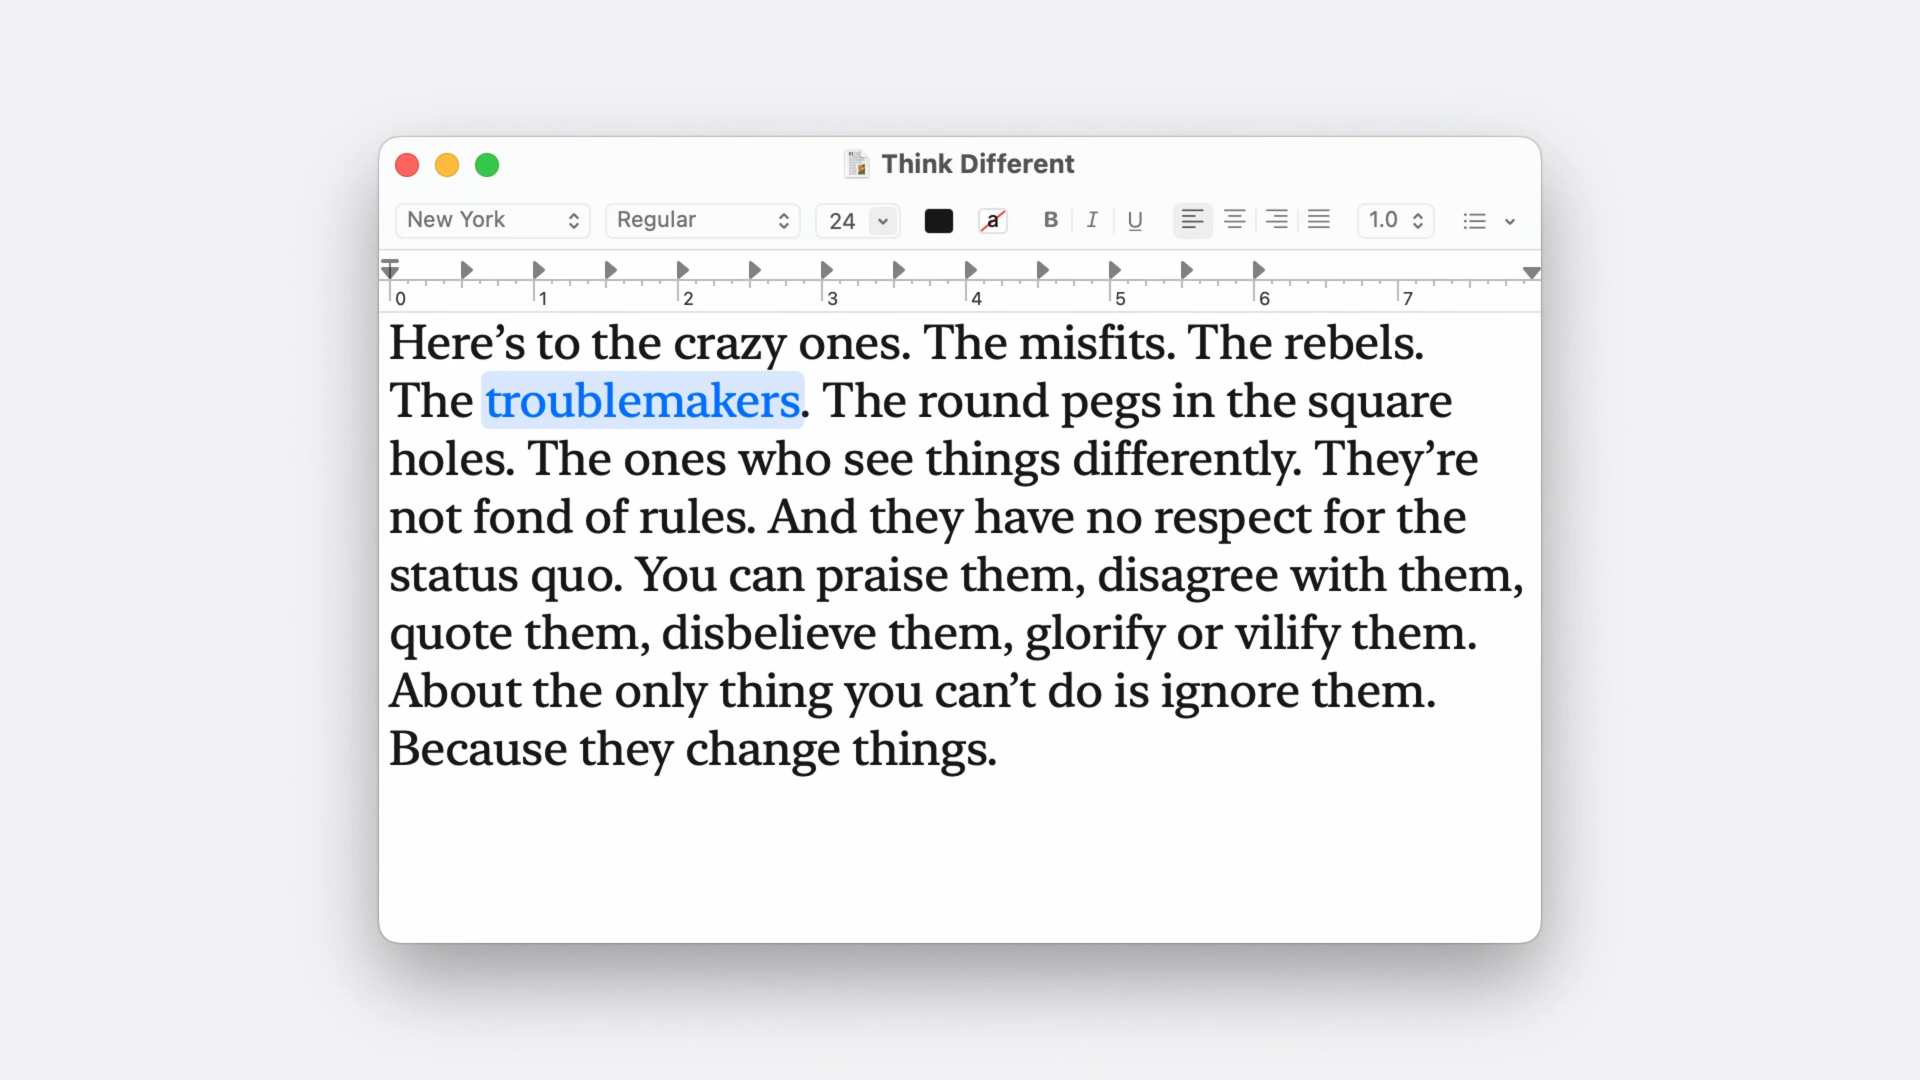 Think Different
New York Regular 24 a B I U 1.0
0 1 2 3 4 5 6 7
Here’s to the crazy ones. The misfits. The rebels.
The troublemakers. The round pegs in the square
holes. The ones who see things differently. They’re
not fond of rules. And they have no respect for the
status quo. You can praise them, disagree with them,
quote them, disbelieve them, glorify or vilify them.
About the only thing you can’t do is ignore them.
Because they change things.